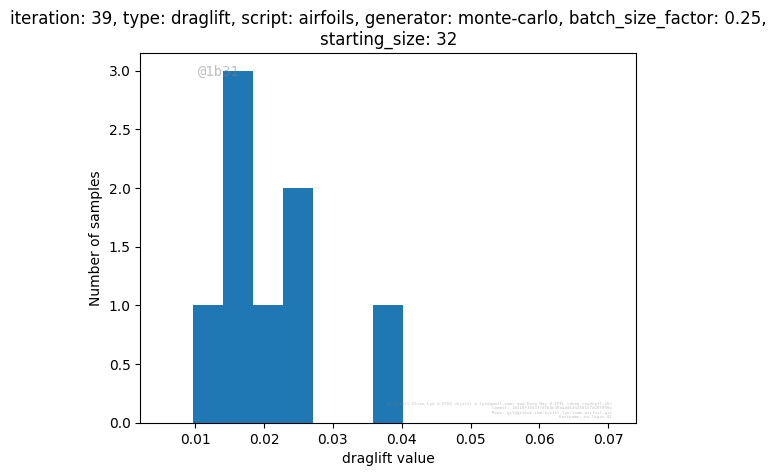 iteration: 39, type: draglift, script: airfoils, generator: monte-carlo, batch_size_factor: 0.25,
starting_size: 32
@1b31
3.0
2.5
2.0
1.5
1.0
0.5
0.0
Number of samples
0.01 0.02 0.03 0.04 0.05 0.06 0.07
draglift value